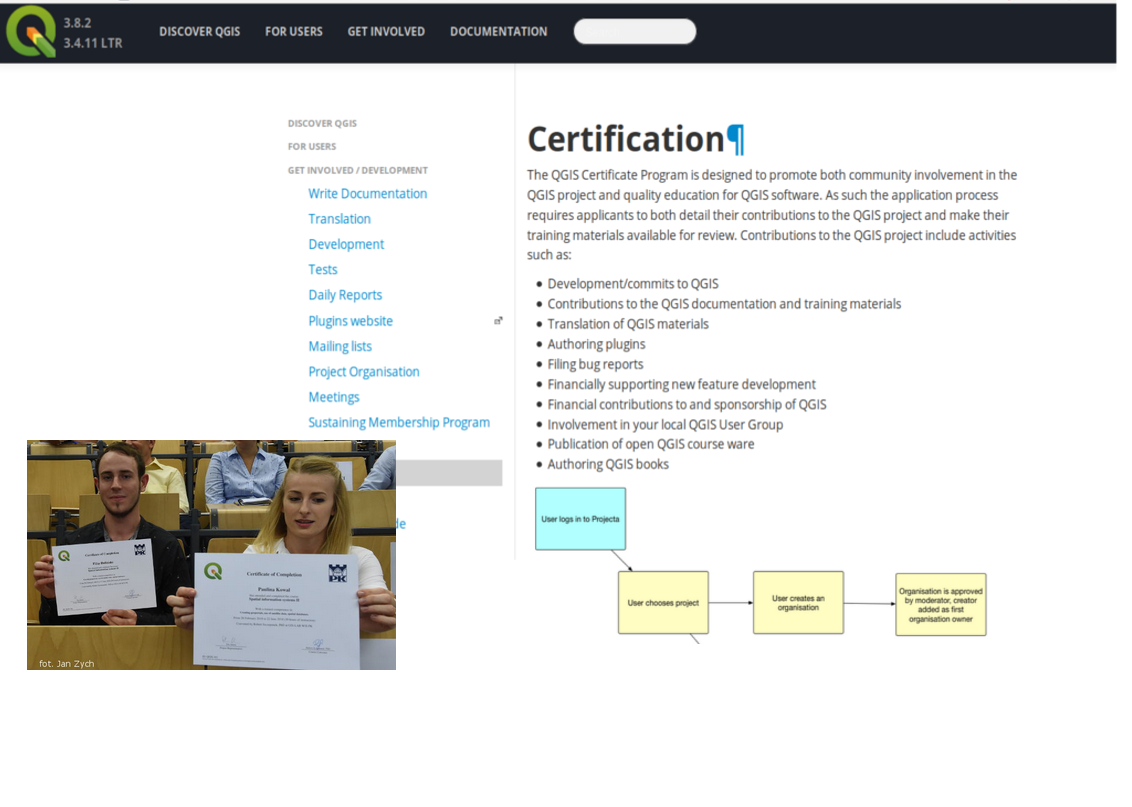 3.8.2
3.4.11 LTR
DISCOVER QGIS
FOR USERS
GET INVOLVED
DOCUMENTATION
DISCOVER QGIS
FOR USERS
GET INVOLVED / DEVELOPMENT
Write Documentation
Translation
Development
Tests
Daily Reports
Plugins website
Mailing lists
Project Organisation
Meetings
Sustaining Membership Program
Certification¶
The QGIS Certificate Program is designed to promote both community involvement in the
QGIS project and quality education for QGIS software. As such the application process
requires applicants to both detail their contributions to the QGIS project and make their
training materials available for review. Contributions to the QGIS project include activities
such as:
• Development/commits to QGIS
• Contributions to the QGIS documentation and training materials
• Translation of QGIS materials
• Authoring plugins
• Filing bug reports
• Financially supporting new feature development
• Financial contributions to and sponsorship of QGIS
• Involvement in your local QGIS User Group
• Publication of open QGIS course ware
• Authoring QGIS books
User logs in to Projecta
User chooses project
User creates an
organisation
Organisation is approved
by moderator, creator
added as first
organisation owner
Certificate of Completion
PK
Certificate of Completion
PK
Paulina Kowal
Spatial Information systems II
fot. Jan Zych